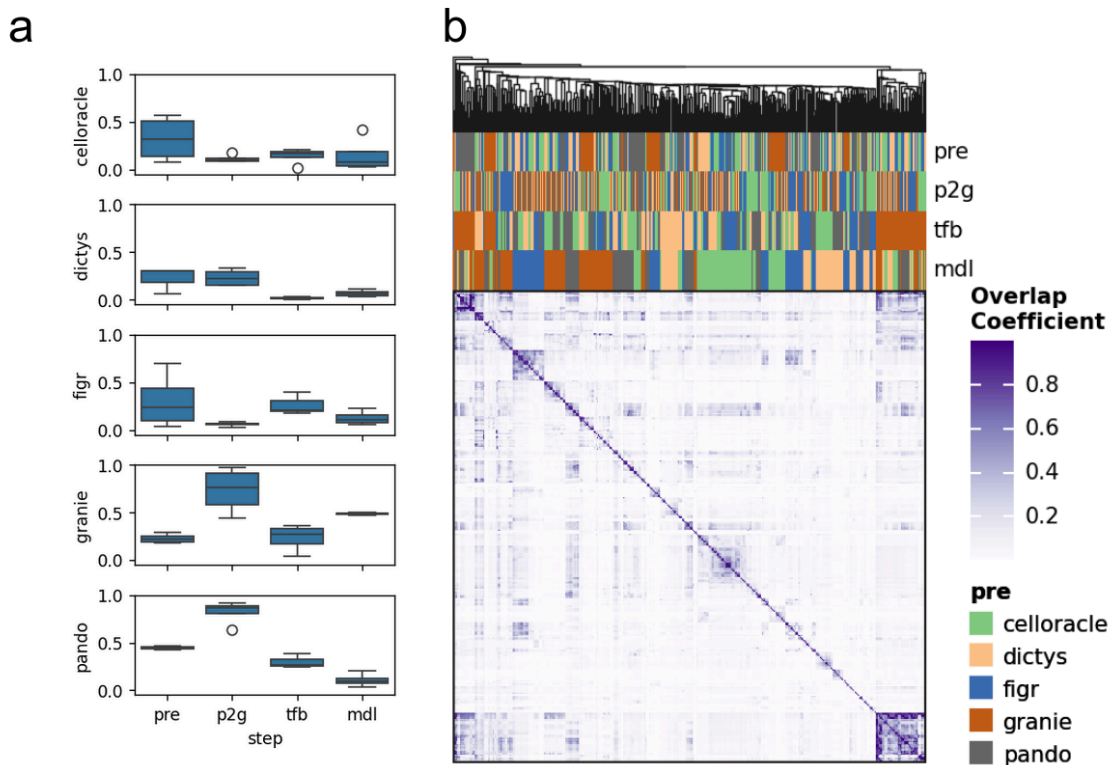 a
b
1.0
0.5
0.0
celloracle
1.0
0.5
0.0
dictys
1.0
0.5
0.0
figr
1.0
0.5
0.0
granie
1.0
0.5
0.0
pando
pre p2g tfb mdl
step
pre
p2g
tfb
mdl
Overlap
Coefficient
0.8
0.6
0.4
0.2
pre
celloracle
dictys
figr
granie
pando